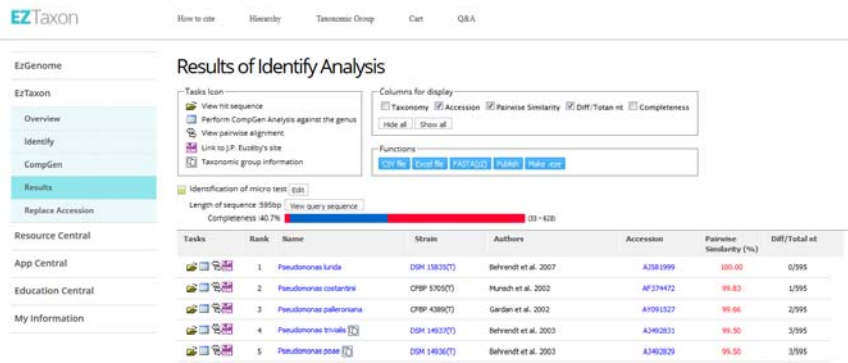 EZTaxon
How to cite Hierarchy Taxonomic Group Cart Q&A
EzGenome
EzTaxon
Overview
Identify
CompGen
Results
Replace Accession
Resource Central
App Central
Education Central
My Information
Results of Identify Analysis
Tasks Icon
View hit sequence
Perform CompGen Analysis against the genus
View pairwise alignment
Link to J.P. Euzéby's site
Taxonomic group information
Columns for display
Taxonomy Accession Pairwise Similarity Diff/Totan nt Completeness
Hide all Show all
Functions
CSV file Excel file FASTA(zz) Publish Make .eze
Identification of micro test Edit
Length of sequence :595bp View query sequence
Completeness :40.7% (33 ~ 628)
Tasks Rank Name Strain Authors Accession Pairwise Similarity (%) Diff/Total nt
1 Pseudomonas lurida DSM 15835(T) Behrendt et al. 2007 AJ581999 100.00 0/595
2 Pseudomonas costantinii CFBP 5705(T) Munsch et al. 2002 AF374472 99.83 1/595
3 Pseudomonas palleroniana CFBP 4389(T) Gardan et al. 2002 AY091527 99.66 2/595
4 Pseudomonas trivialis DSM 14937(T) Behrendt et al. 2003 AJ492831 99.50 3/595
5 Pseudomonas poae DSM 14936(T) Behrendt et al. 2003 AJ492829 99.50 3/595